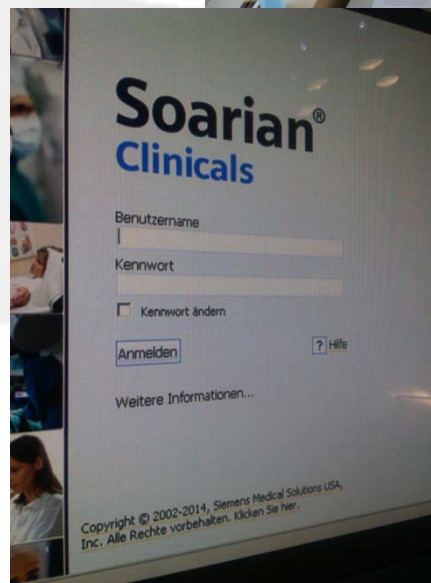 Soarian®
Clinicals
Benutzername
Kennwort
Kennwort ändern
Anmelden
? Hilfe
Weitere Informationen...
Copyright © 2002-2014, Siemens Medical Solutions USA,
Inc. Alle Rechte vorbehalten. Klicken Sie hier.